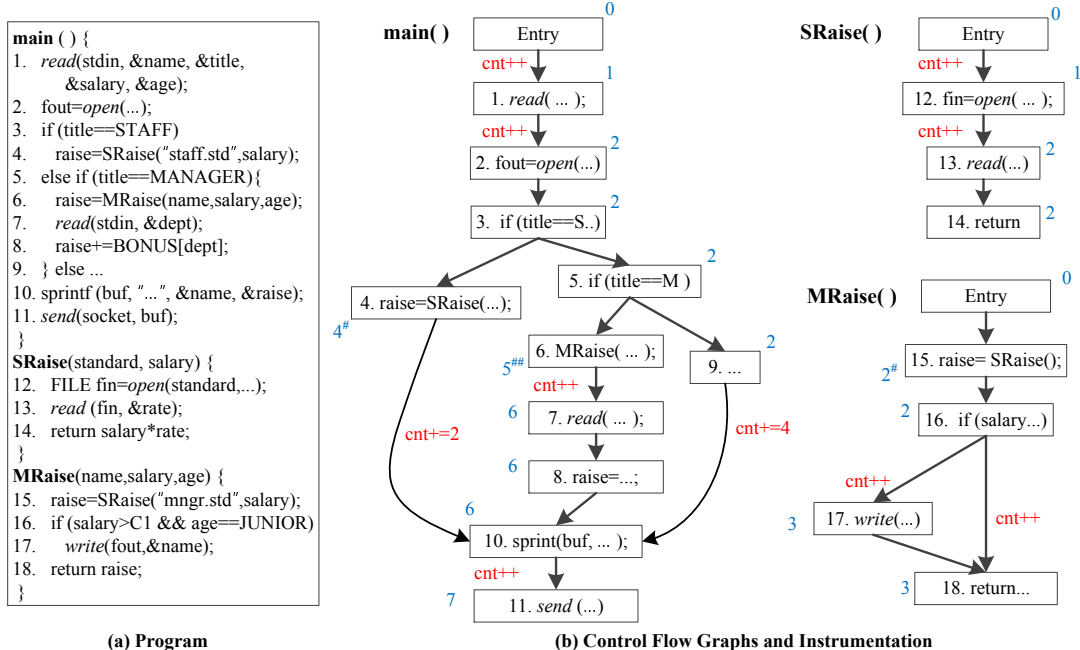 main ( ) {
1. read(stdin, &name, &title,
&salary, &age);
2. fout=open(...);
3. if (title==STAFF)
4. raise=SRaise("staff.std",salary);
5. else if (title==MANAGER){
6. raise=MRaise(name,salary,age);
7. read(stdin, &dept);
8. raise+=BONUS[dept];
9. } else ...
10. sprintf (buf, "...", &name, &raise);
11. send(socket, buf);
}
SRaise(standard, salary) {
12. FILE fin=open(standard,...);
13. read (fin, &rate);
14. return salary*rate;
}
MRaise(name,salary,age) {
15. raise=SRaise("mngr.std",salary);
16. if (salary>C1 && age==JUNIOR)
17. write(fout,&name);
18. return raise;
}
(a) Program
main( )
0
Entry
cnt++
1
1. read( ... );
cnt++
2
2. fout=open(...)
2
3. if (title==S..)
2
5. if (title==M )
4. raise=SRaise(...);
4#
6. MRaise( ... );
5##
2
9. ...
cnt++
6
7. read( ... );
cnt+=2
cnt+=4
6
8. raise=...;
6
10. sprint(buf, ... );
cnt++
7
11. send (...)
SRaise( )
0
Entry
cnt++
1
12. fin=open( ... );
cnt++
2
13. read(...)
14. return
2
MRaise( )
0
Entry
15. raise= SRaise();
2#
2
16. if (salary...)
cnt++
17. write(...)
3
cnt++
3
18. return...
(b) Control Flow Graphs and Instrumentation